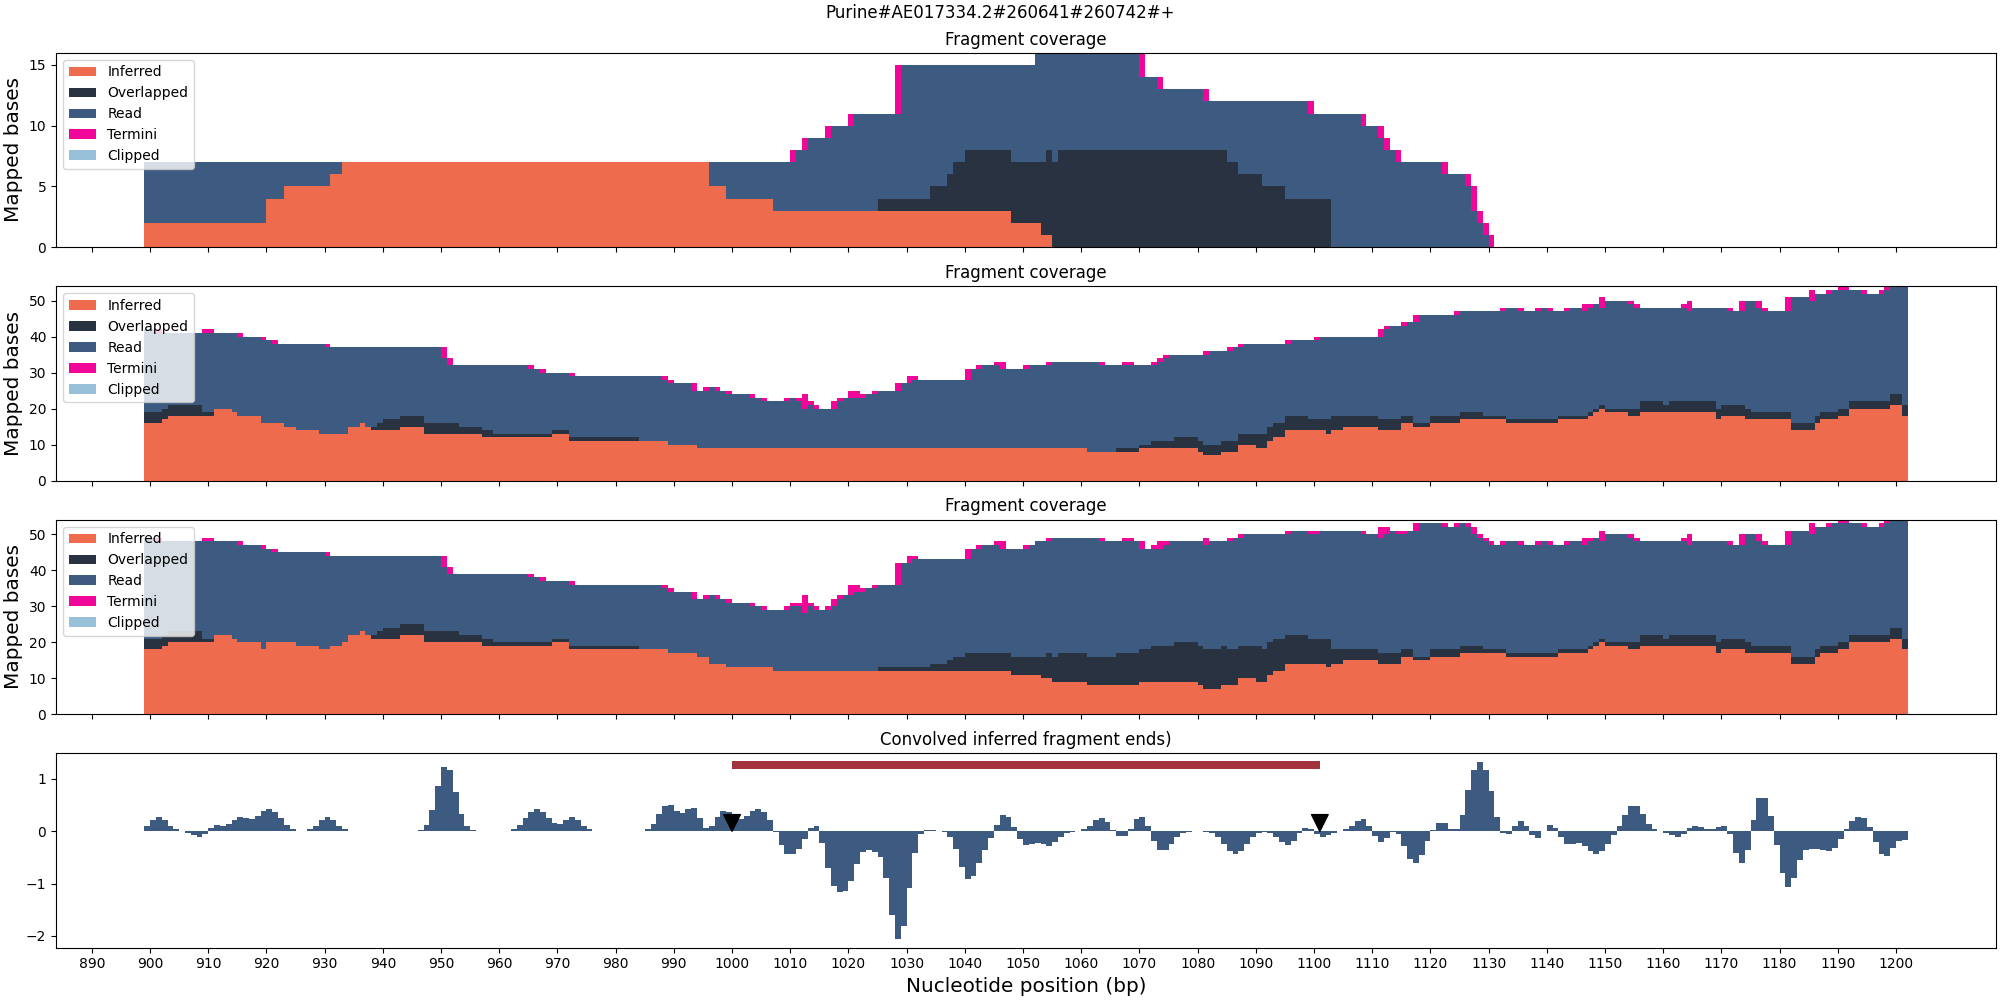 Purine#AE017334.2#260641#260742#+
Fragment coverage
Mapped bases
15
10
5
0
Inferred
Overlapped
Read
Termini
Clipped
Fragment coverage
Mapped bases
50
40
30
20
10
0
Inferred
Overlapped
Read
Termini
Clipped
Fragment coverage
Mapped bases
50
40
30
20
10
0
Inferred
Overlapped
Read
Termini
Clipped
Convolved inferred fragment ends)
1
0
−1
−2
890 900 910 920 930 940 950 960 970 980 990 1000 1010 1020 1030 1040 1050 1060 1070 1080 1090 1100 1110 1120 1130 1140 1150 1160 1170 1180 1190 1200
Nucleotide position (bp)